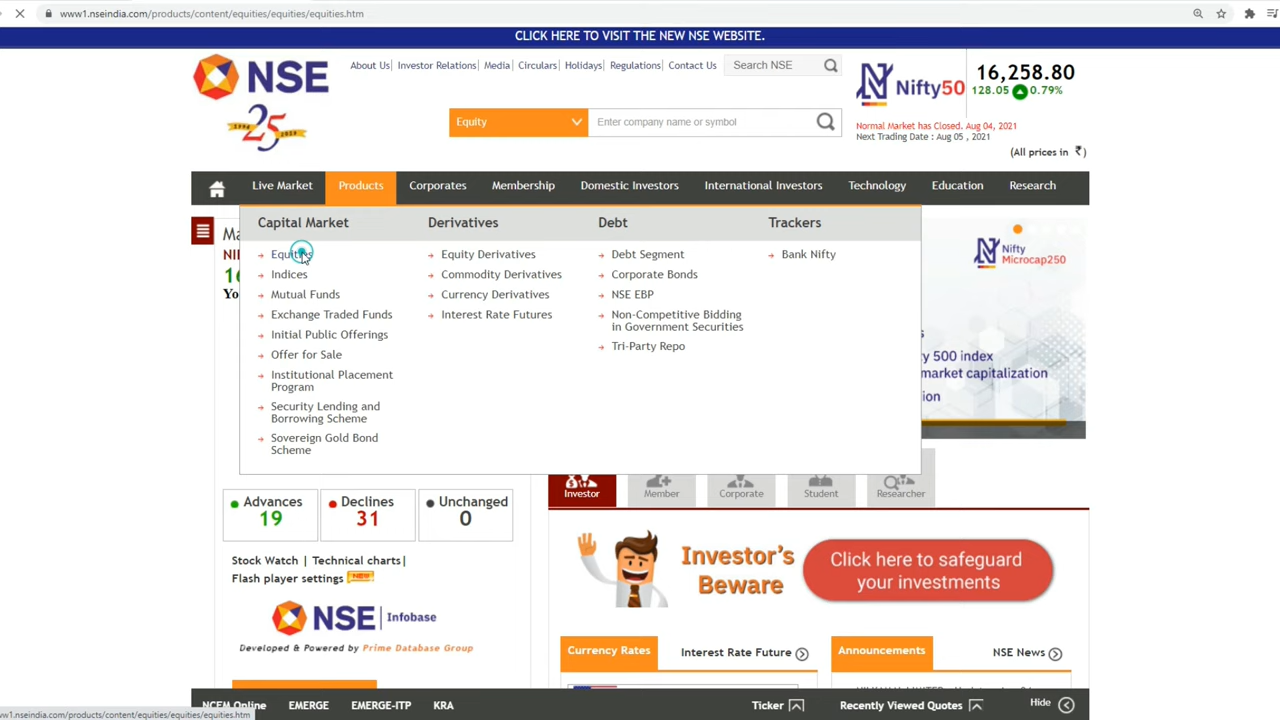 www1.nseindia.com/products/content/equities/equities/equities.htm
CLICK HERE TO VISIT THE NEW NSE WEBSITE.
NSE
25
About Us| Investor Relations| Media| Circulars| Holidays| Regulations| Contact Us
Search NSE
Equity
Enter company name or symbol
Nifty50
16,258.80
128.05 0.79%
Normal Market has Closed. Aug 04, 2021
Next Trading Date : Aug 05 , 2021
(All prices in ₹)
Live Market Products Corporates Membership Domestic Investors International Investors Technology Education Research
Capital Market
Equities
Indices
Mutual Funds
Exchange Traded Funds
Initial Public Offerings
Offer for Sale
Institutional Placement
Program
Security Lending and
Borrowing Scheme
Sovereign Gold Bond
Scheme
Derivatives
Equity Derivatives
Commodity Derivatives
Currency Derivatives
Interest Rate Futures
Debt
Debt Segment
Corporate Bonds
NSE EBP
Non-Competitive Bidding
in Government Securities
Tri-Party Repo
Trackers
Bank Nifty
Nifty
Microcap250
y 500 index
market capitalization
Advances
19
Declines
31
Unchanged
0
Stock Watch | Technical charts|
Flash player settings NEW
NSE | Infobase
Developed & Powered by Prime Database Group
Investor Member Corporate Student Researcher
Investor's
Beware
Click here to safeguard
your investments
Currency Rates
Interest Rate Future
Announcements
NSE News
NCFM Online EMERGE EMERGE-ITP KRA
Ticker
Recently Viewed Quotes
Hide
ww1.nseindia.com/products/content/equities/equities/equities.htm